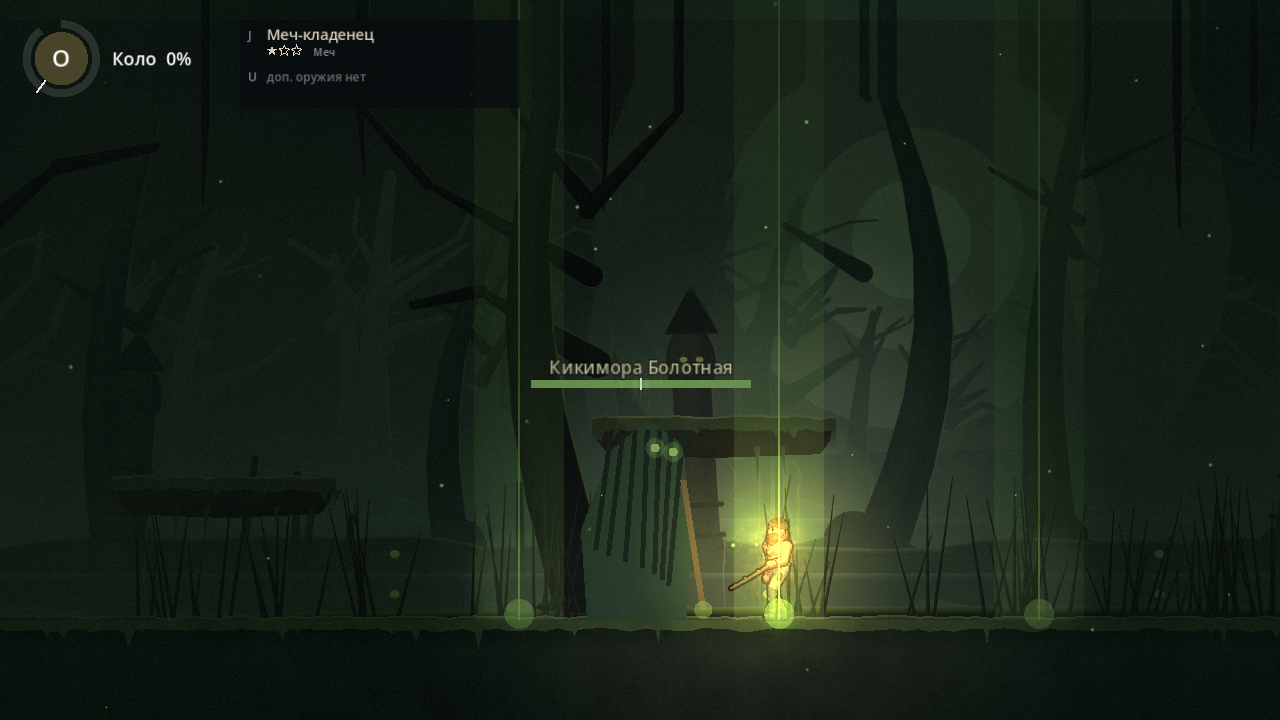 О
Коло 0%
J Меч-кладенец
Меч
U доп. оружия нет
Кикимора Болотная